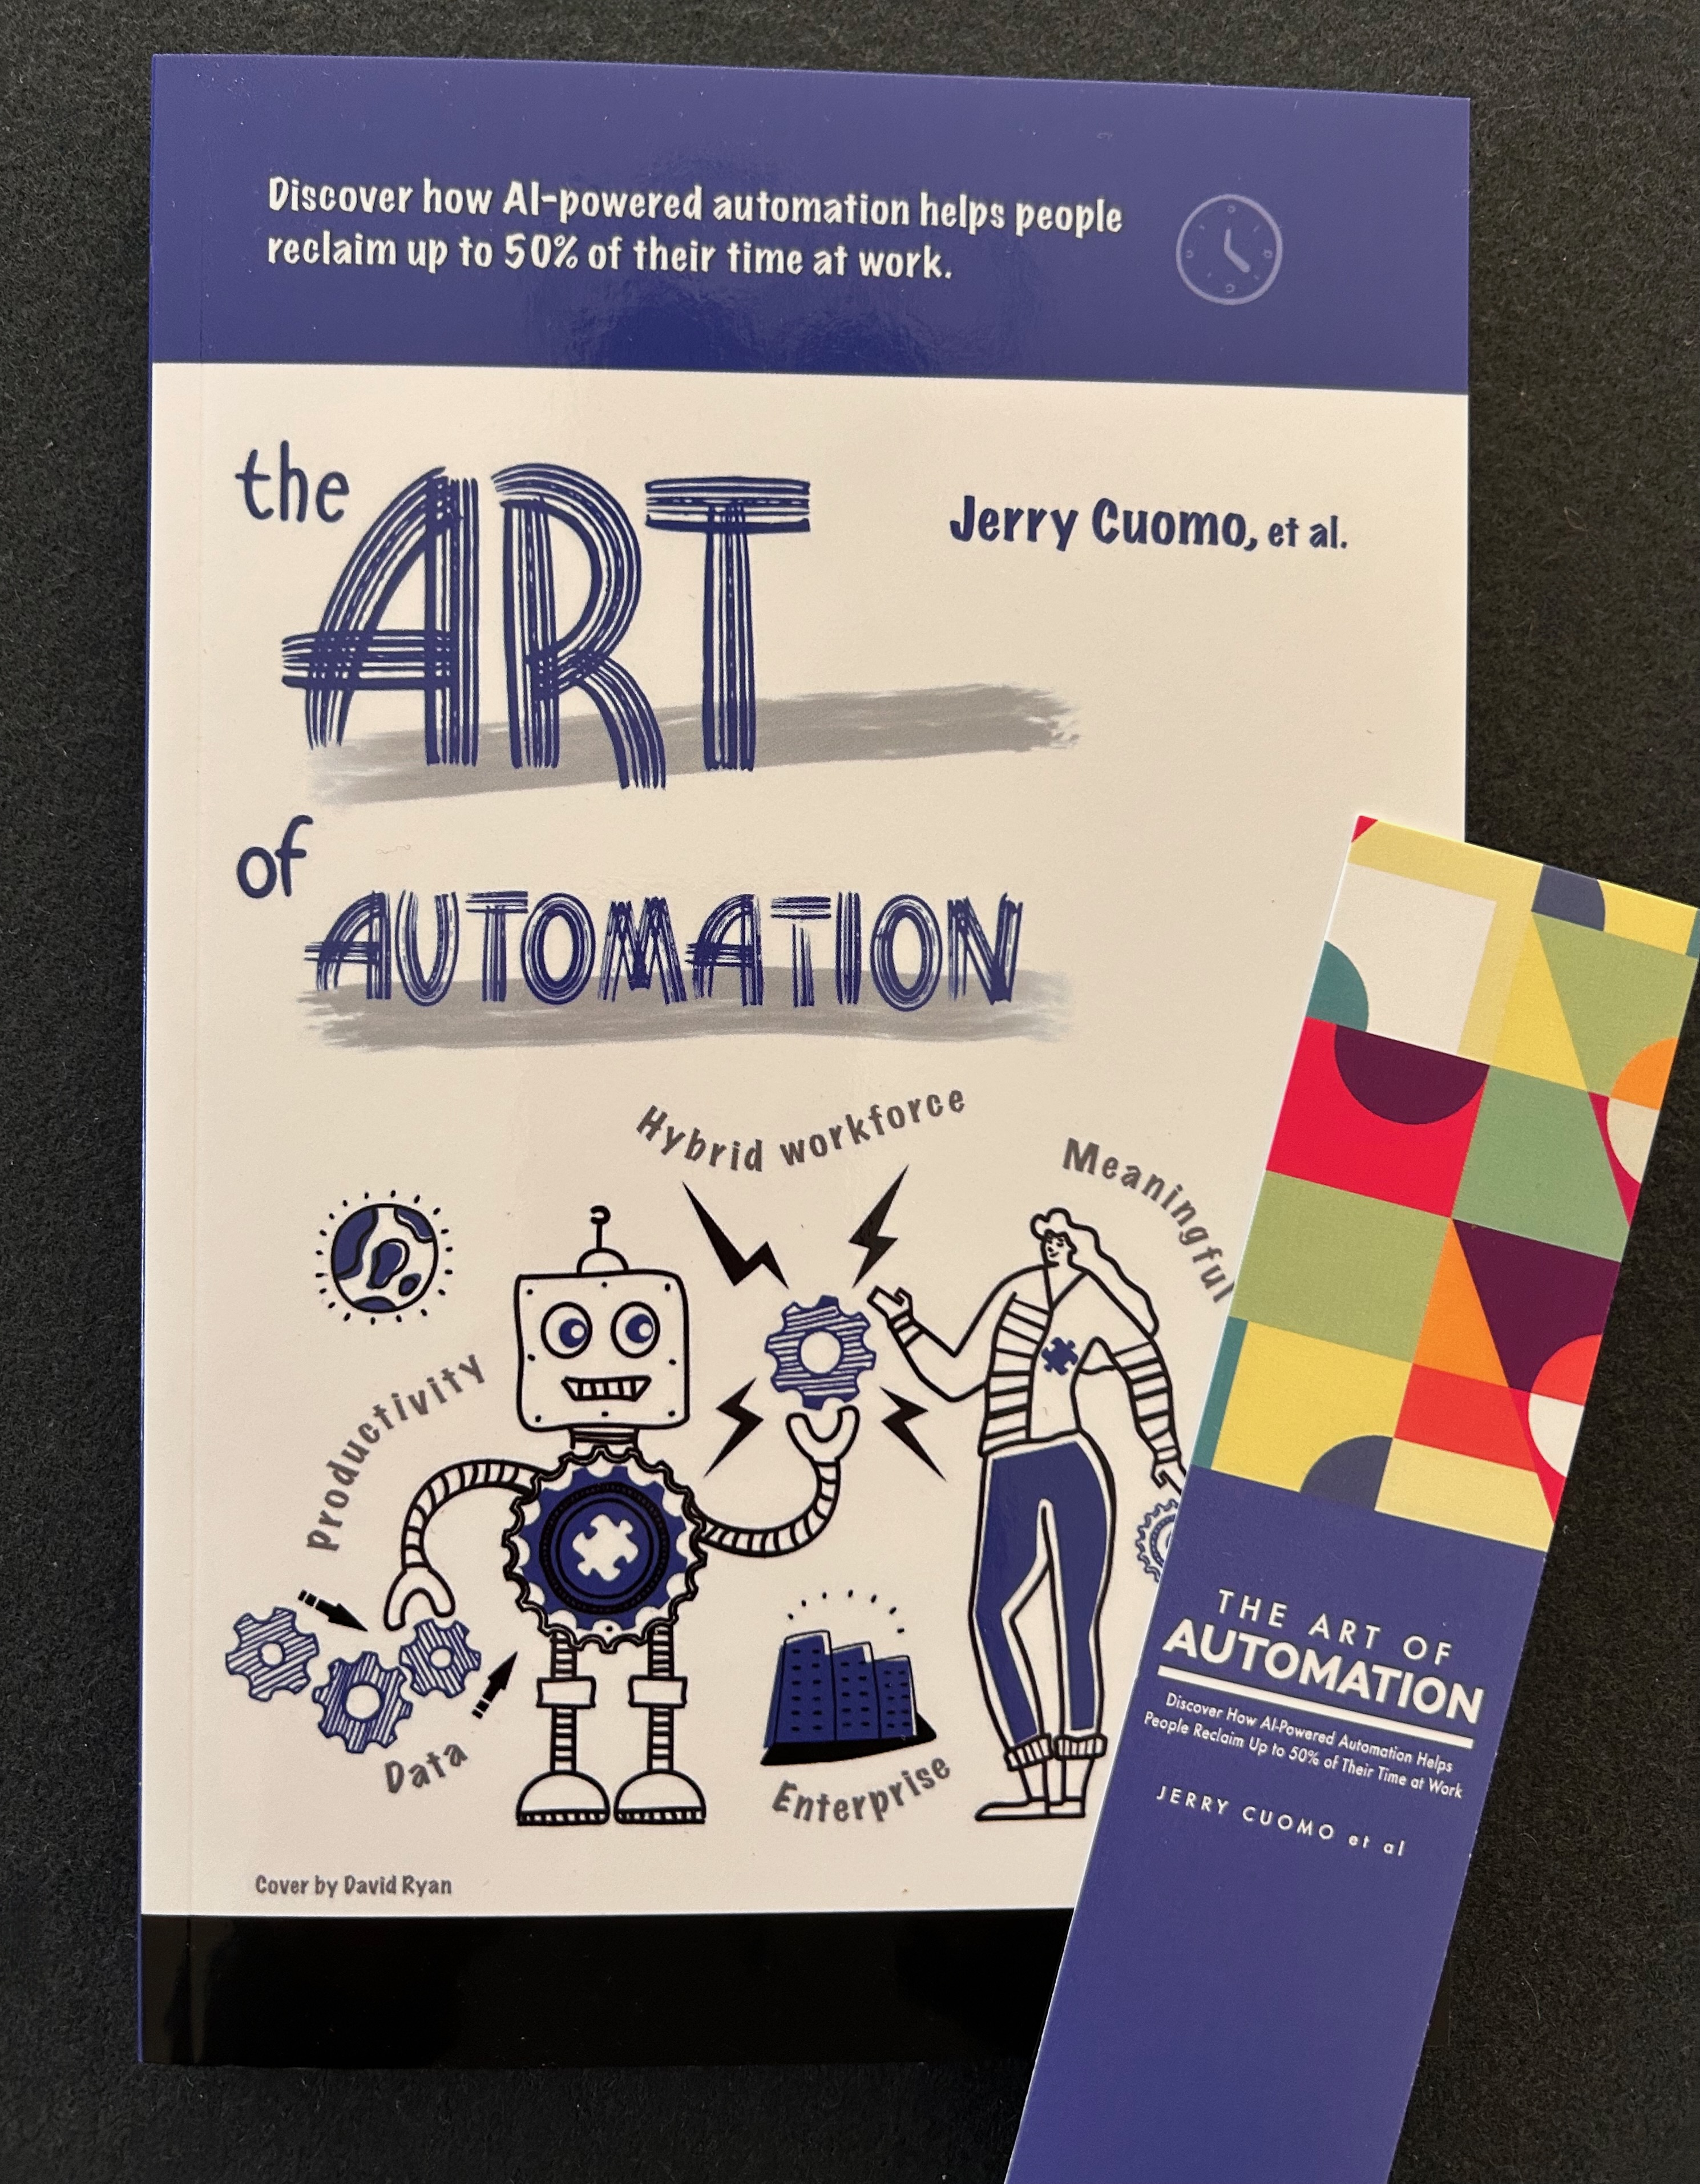 Discover how AI-powered automation helps people
reclaim up to 50% of their time at work.
the
ART
Jerry Cuomo, et al.
of
AUTOMATION
Hybrid workforce
Meaningful
Productivity
Data
Enterprise
Cover by David Ryan
THE ART OF
AUTOMATION
Discover How AI-Powered Automation Helps
People Reclaim Up to 50% of Their Time at Work
JERRY CUOMO et al